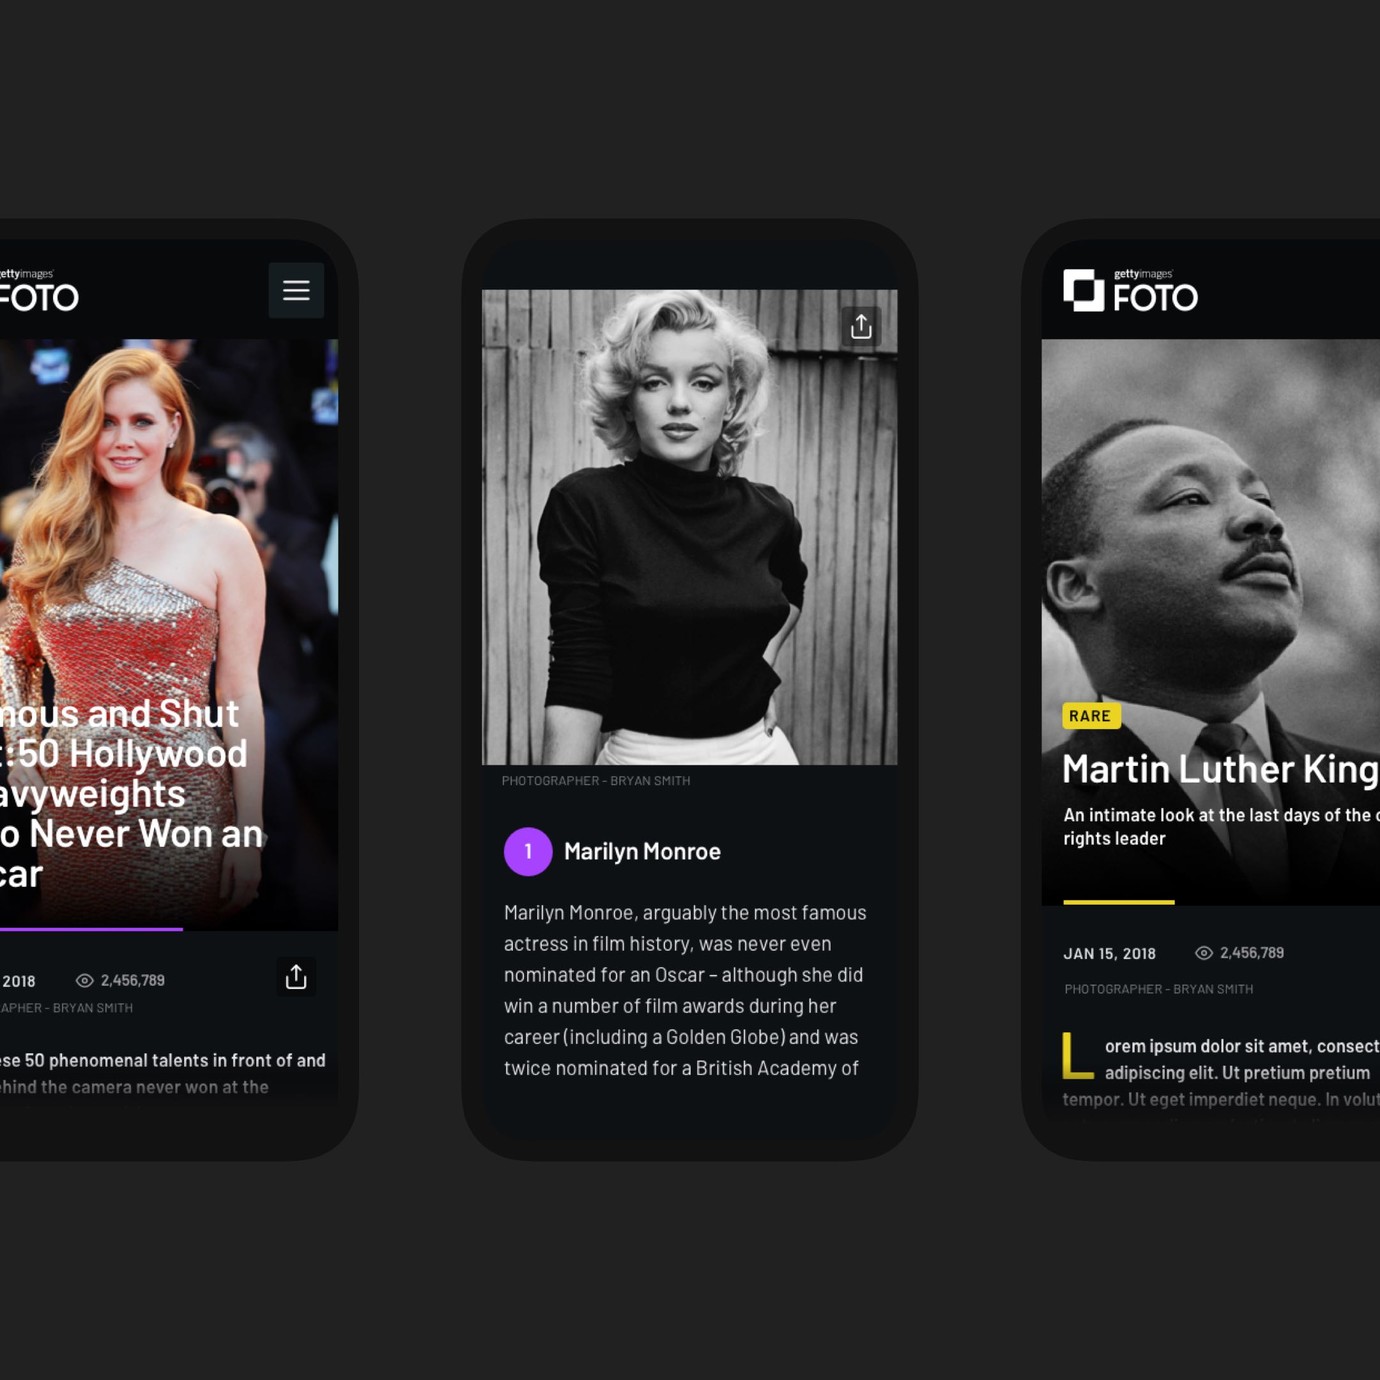 gettyimages
FOTO
mous and Shut
t: 50 Hollywood
avyweights
o Never Won an
car
2018
2,456,789
APHER - BRYAN SMITH
ese 50 phenomenal talents in front of and
ehind the camera never won at the
PHOTOGRAPHER - BRYAN SMITH
1
Marilyn Monroe
Marilyn Monroe, arguably the most famous
actress in film history, was never even
nominated for an Oscar – although she did
win a number of film awards during her
career (including a Golden Globe) and was
twice nominated for a British Academy of
gettyimages
FOTO
RARE
Martin Luther King
An intimate look at the last days of the c
rights leader
JAN 15, 2018
2,456,789
PHOTOGRAPHER - BRYAN SMITH
Lorem ipsum dolor sit amet, consect
adipiscing elit. Ut pretium pretium
tempor. Ut eget imperdiet neque. In volut